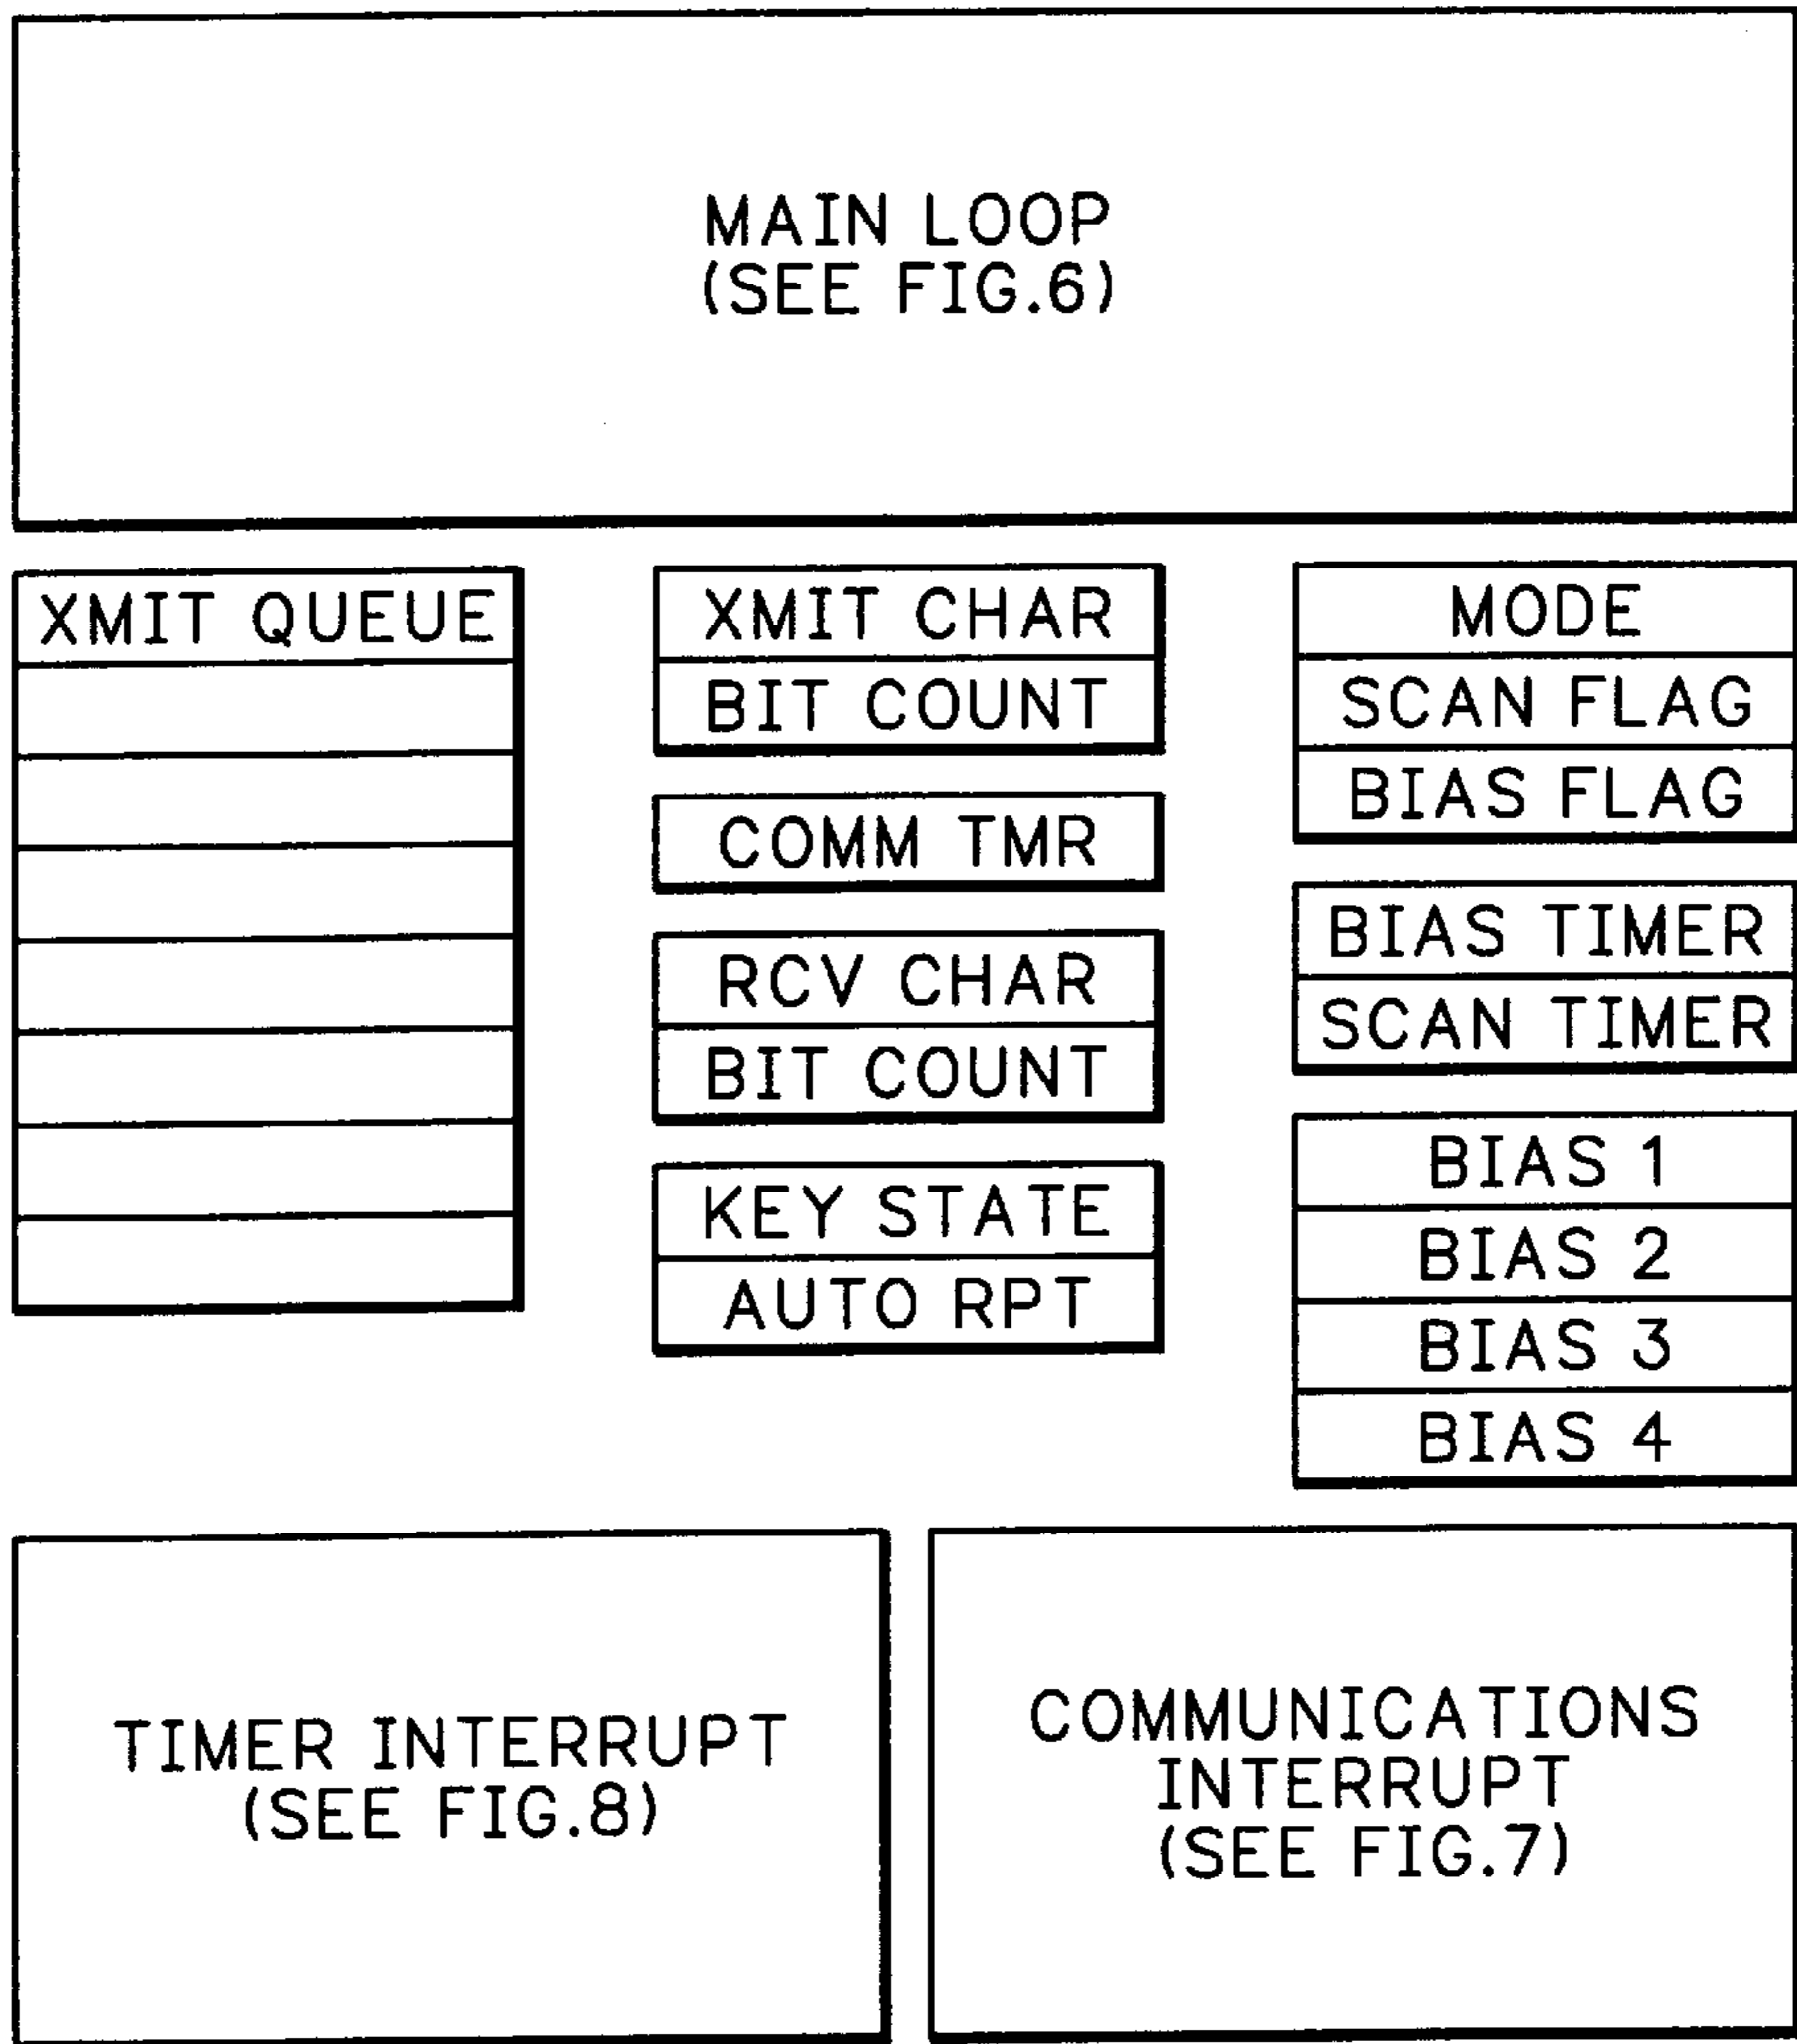 MAIN LOOP
(SEE FIG.6)
XMIT QUEUE
XMIT CHAR
BIT COUNT
COMM TMR
RCV CHAR
BIT COUNT
KEY STATE
AUTO RPT
MODE
SCAN FLAG
BIAS FLAG
BIAS TIMER
SCAN TIMER
BIAS 1
BIAS 2
BIAS 3
BIAS 4
TIMER INTERRUPT
(SEE FIG.8)
COMMUNICATIONS
INTERRUPT
(SEE FIG.7)